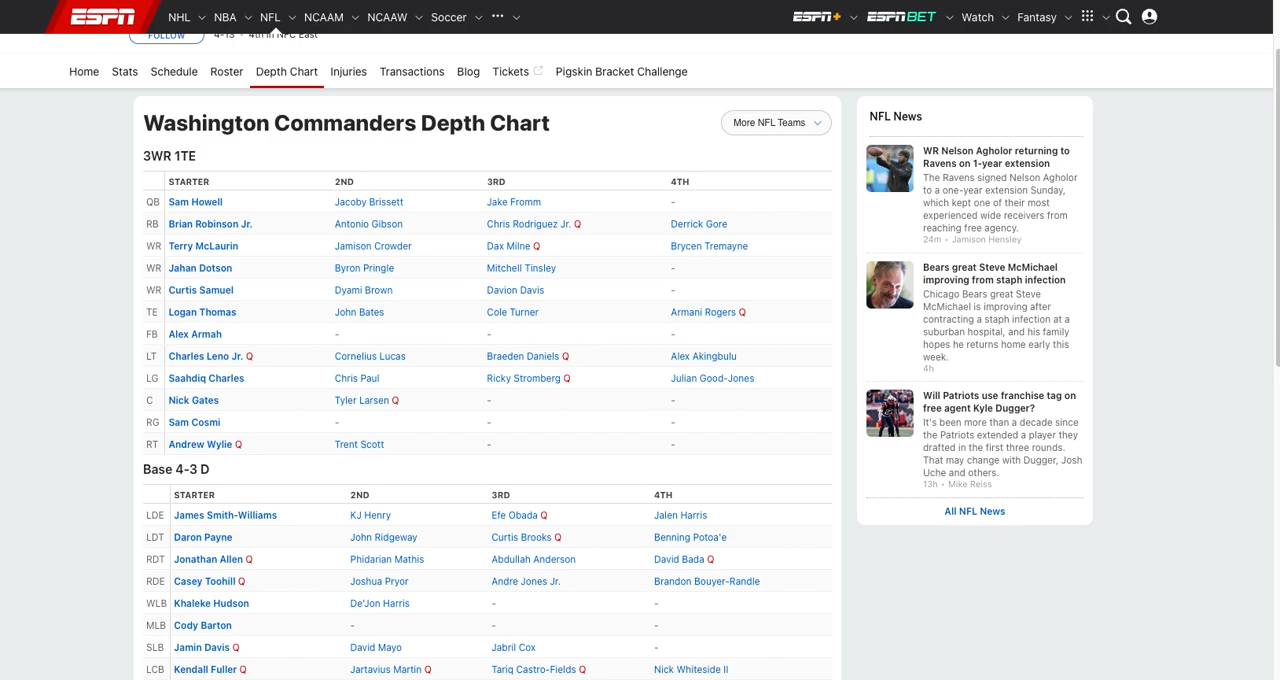 ESPN NHL NBA NFL NCAAM NCAAW Soccer ••• ESPN+ ESPN BET Watch Fantasy
FOLLOW 4-13 • 4th in NFC East
Home Stats Schedule Roster Depth Chart Injuries Transactions Blog Tickets Pigskin Bracket Challenge
Washington Commanders Depth Chart
More NFL Teams
3WR 1TE
STARTER 2ND 3RD 4TH
QB Sam Howell Jacoby Brissett Jake Fromm -
RB Brian Robinson Jr. Antonio Gibson Chris Rodriguez Jr. Q Derrick Gore
WR Terry McLaurin Jamison Crowder Dax Milne Q Brycen Tremayne
WR Jahan Dotson Byron Pringle Mitchell Tinsley -
WR Curtis Samuel Dyami Brown Davion Davis -
TE Logan Thomas John Bates Cole Turner Armani Rogers Q
FB Alex Armah - - -
LT Charles Leno Jr. Q Cornelius Lucas Braeden Daniels Q Alex Akingbulu
LG Saahdiq Charles Chris Paul Ricky Stromberg Q Julian Good-Jones
C Nick Gates Tyler Larsen Q - -
RG Sam Cosmi - - -
RT Andrew Wylie Q Trent Scott - -
Base 4-3 D
STARTER 2ND 3RD 4TH
LDE James Smith-Williams KJ Henry Efe Obada Q Jalen Harris
LDT Daron Payne John Ridgeway Curtis Brooks Q Benning Potoa'e
RDT Jonathan Allen Q Phidarian Mathis Abdullah Anderson David Bada Q
RDE Casey Toohill Q Joshua Pryor Andre Jones Jr. Brandon Bouyer-Randle
WLB Khaleke Hudson De'Jon Harris - -
MLB Cody Barton - - -
SLB Jamin Davis Q David Mayo Jabril Cox -
LCB Kendall Fuller Q Jartavius Martin Q Tariq Castro-Fields Q Nick Whiteside II
NFL News
WR Nelson Agholor returning to
Ravens on 1-year extension
The Ravens signed Nelson Agholor
to a one-year extension Sunday,
which kept one of their most
experienced wide receivers from
reaching free agency.
24m • Jamison Hensley
Bears great Steve McMichael
improving from staph infection
Chicago Bears great Steve
McMichael is improving after
contracting a staph infection at a
suburban hospital, and his family
hopes he returns home early this
week.
4h
Will Patriots use franchise tag on
free agent Kyle Dugger?
It's been more than a decade since
the Patriots extended a player they
drafted in the first three rounds.
That may change with Dugger, Josh
Uche and others.
13h • Mike Reiss
All NFL News